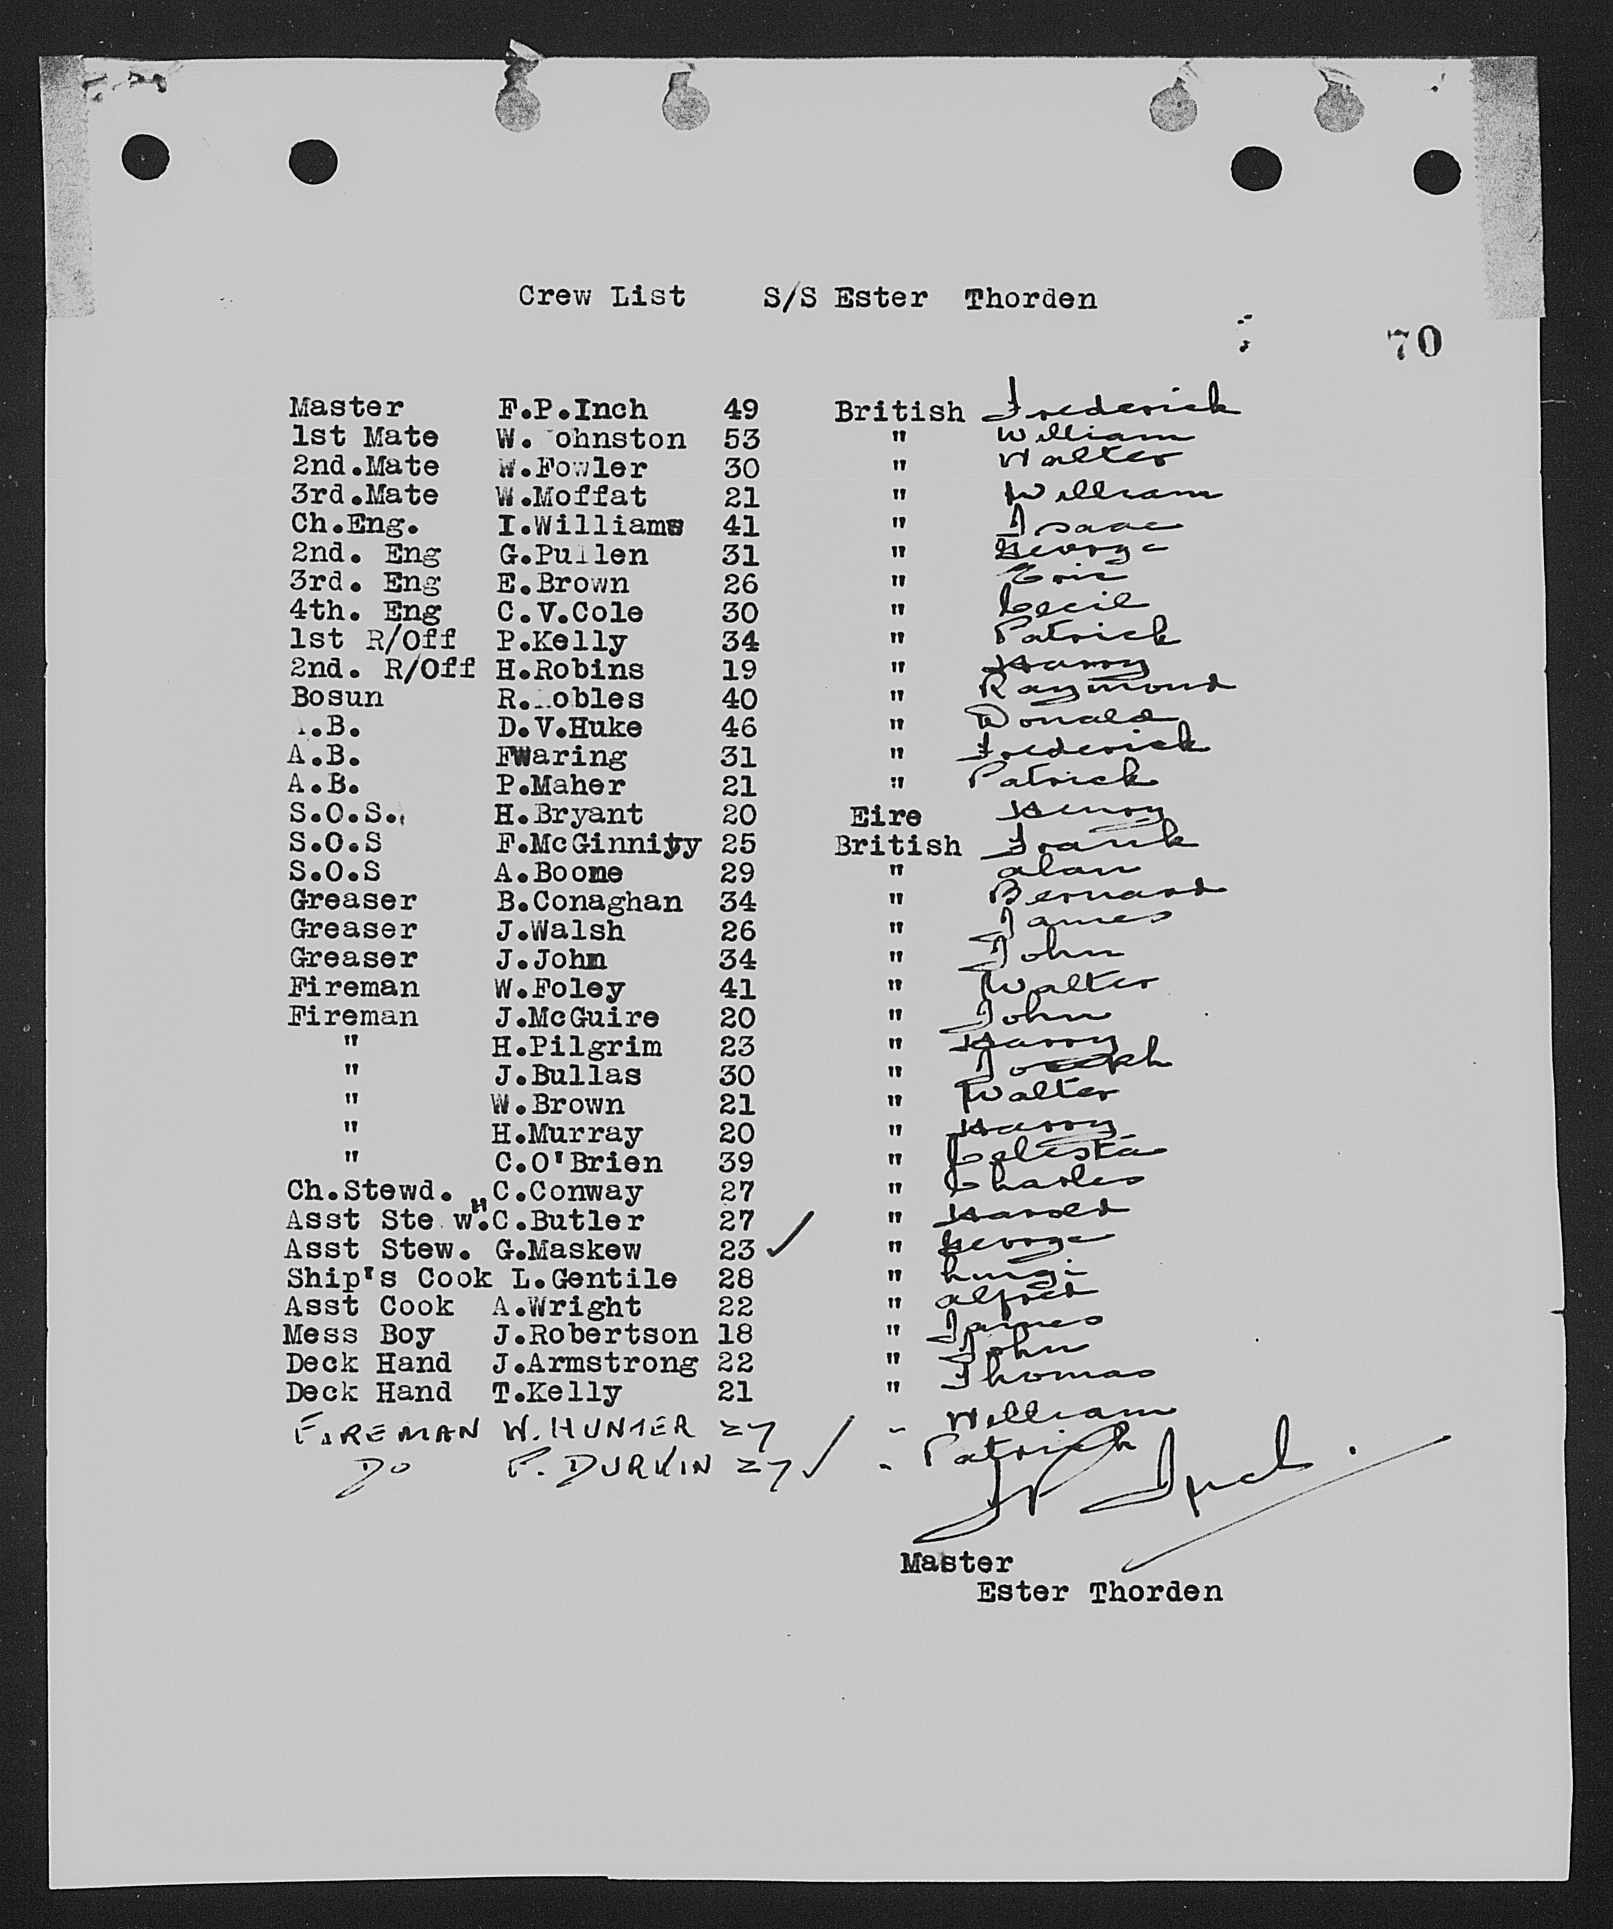 Crew List S/S Ester Thorden
70
Master F.P.Inch 49 British Frederick
1st Mate W. ohnston 53 " William
2nd.Mate W.Fowler 30 " Walter
3rd.Mate W.Moffat 21 " William
Ch.Eng. I.Williams 41 " Isaac
2nd. Eng G.Pullen 31 " George
3rd. Eng E.Brown 26 " Eric
4th. Eng C.V.Cole 30 " Cecil
1st R/Off P.Kelly 34 " Patrick
2nd. R/Off H.Robins 19 " Harry
Bosun R. obles 40 " Raymond
A.B. D.V.Huke 46 " Donald
A.B. FWaring 31 " Frederick
A.B. P.Maher 21 " Patrick
S.O.S. H.Bryant 20 Eire Henry
S.O.S F.McGinnity 25 British Frank
S.O.S A.Boone 29 " Alan
Greaser B.Conaghan 34 " Bernard
Greaser J.Walsh 26 " James
Greaser J.John 34 " John
Fireman W.Foley 41 " Walter
Fireman J.McGuire 20 " John
" H.Pilgrim 23 " Harry
" J.Bullas 30 " Joseph
" W.Brown 21 " Walter
" H.Murray 20 " Harry
" C.O'Brien 39 " Celesta
Ch.Stewd. C.Conway 27 " Charles
Asst Ste w. H C.Butler 27 " Harold
Asst Stew. G.Maskew 23 ✓ " George
Ship's Cook L.Gentile 28 " Luigi
Asst Cook A.Wright 22 " Alfred
Mess Boy J.Robertson 18 " James
Deck Hand J.Armstrong 22 " John
Deck Hand T.Kelly 21 " Thomas
FIREMAN W. HUNTER 27 " William
DO P. DURKIN 27 ✓ " Patrick
F P Inch.
Master
Ester Thorden